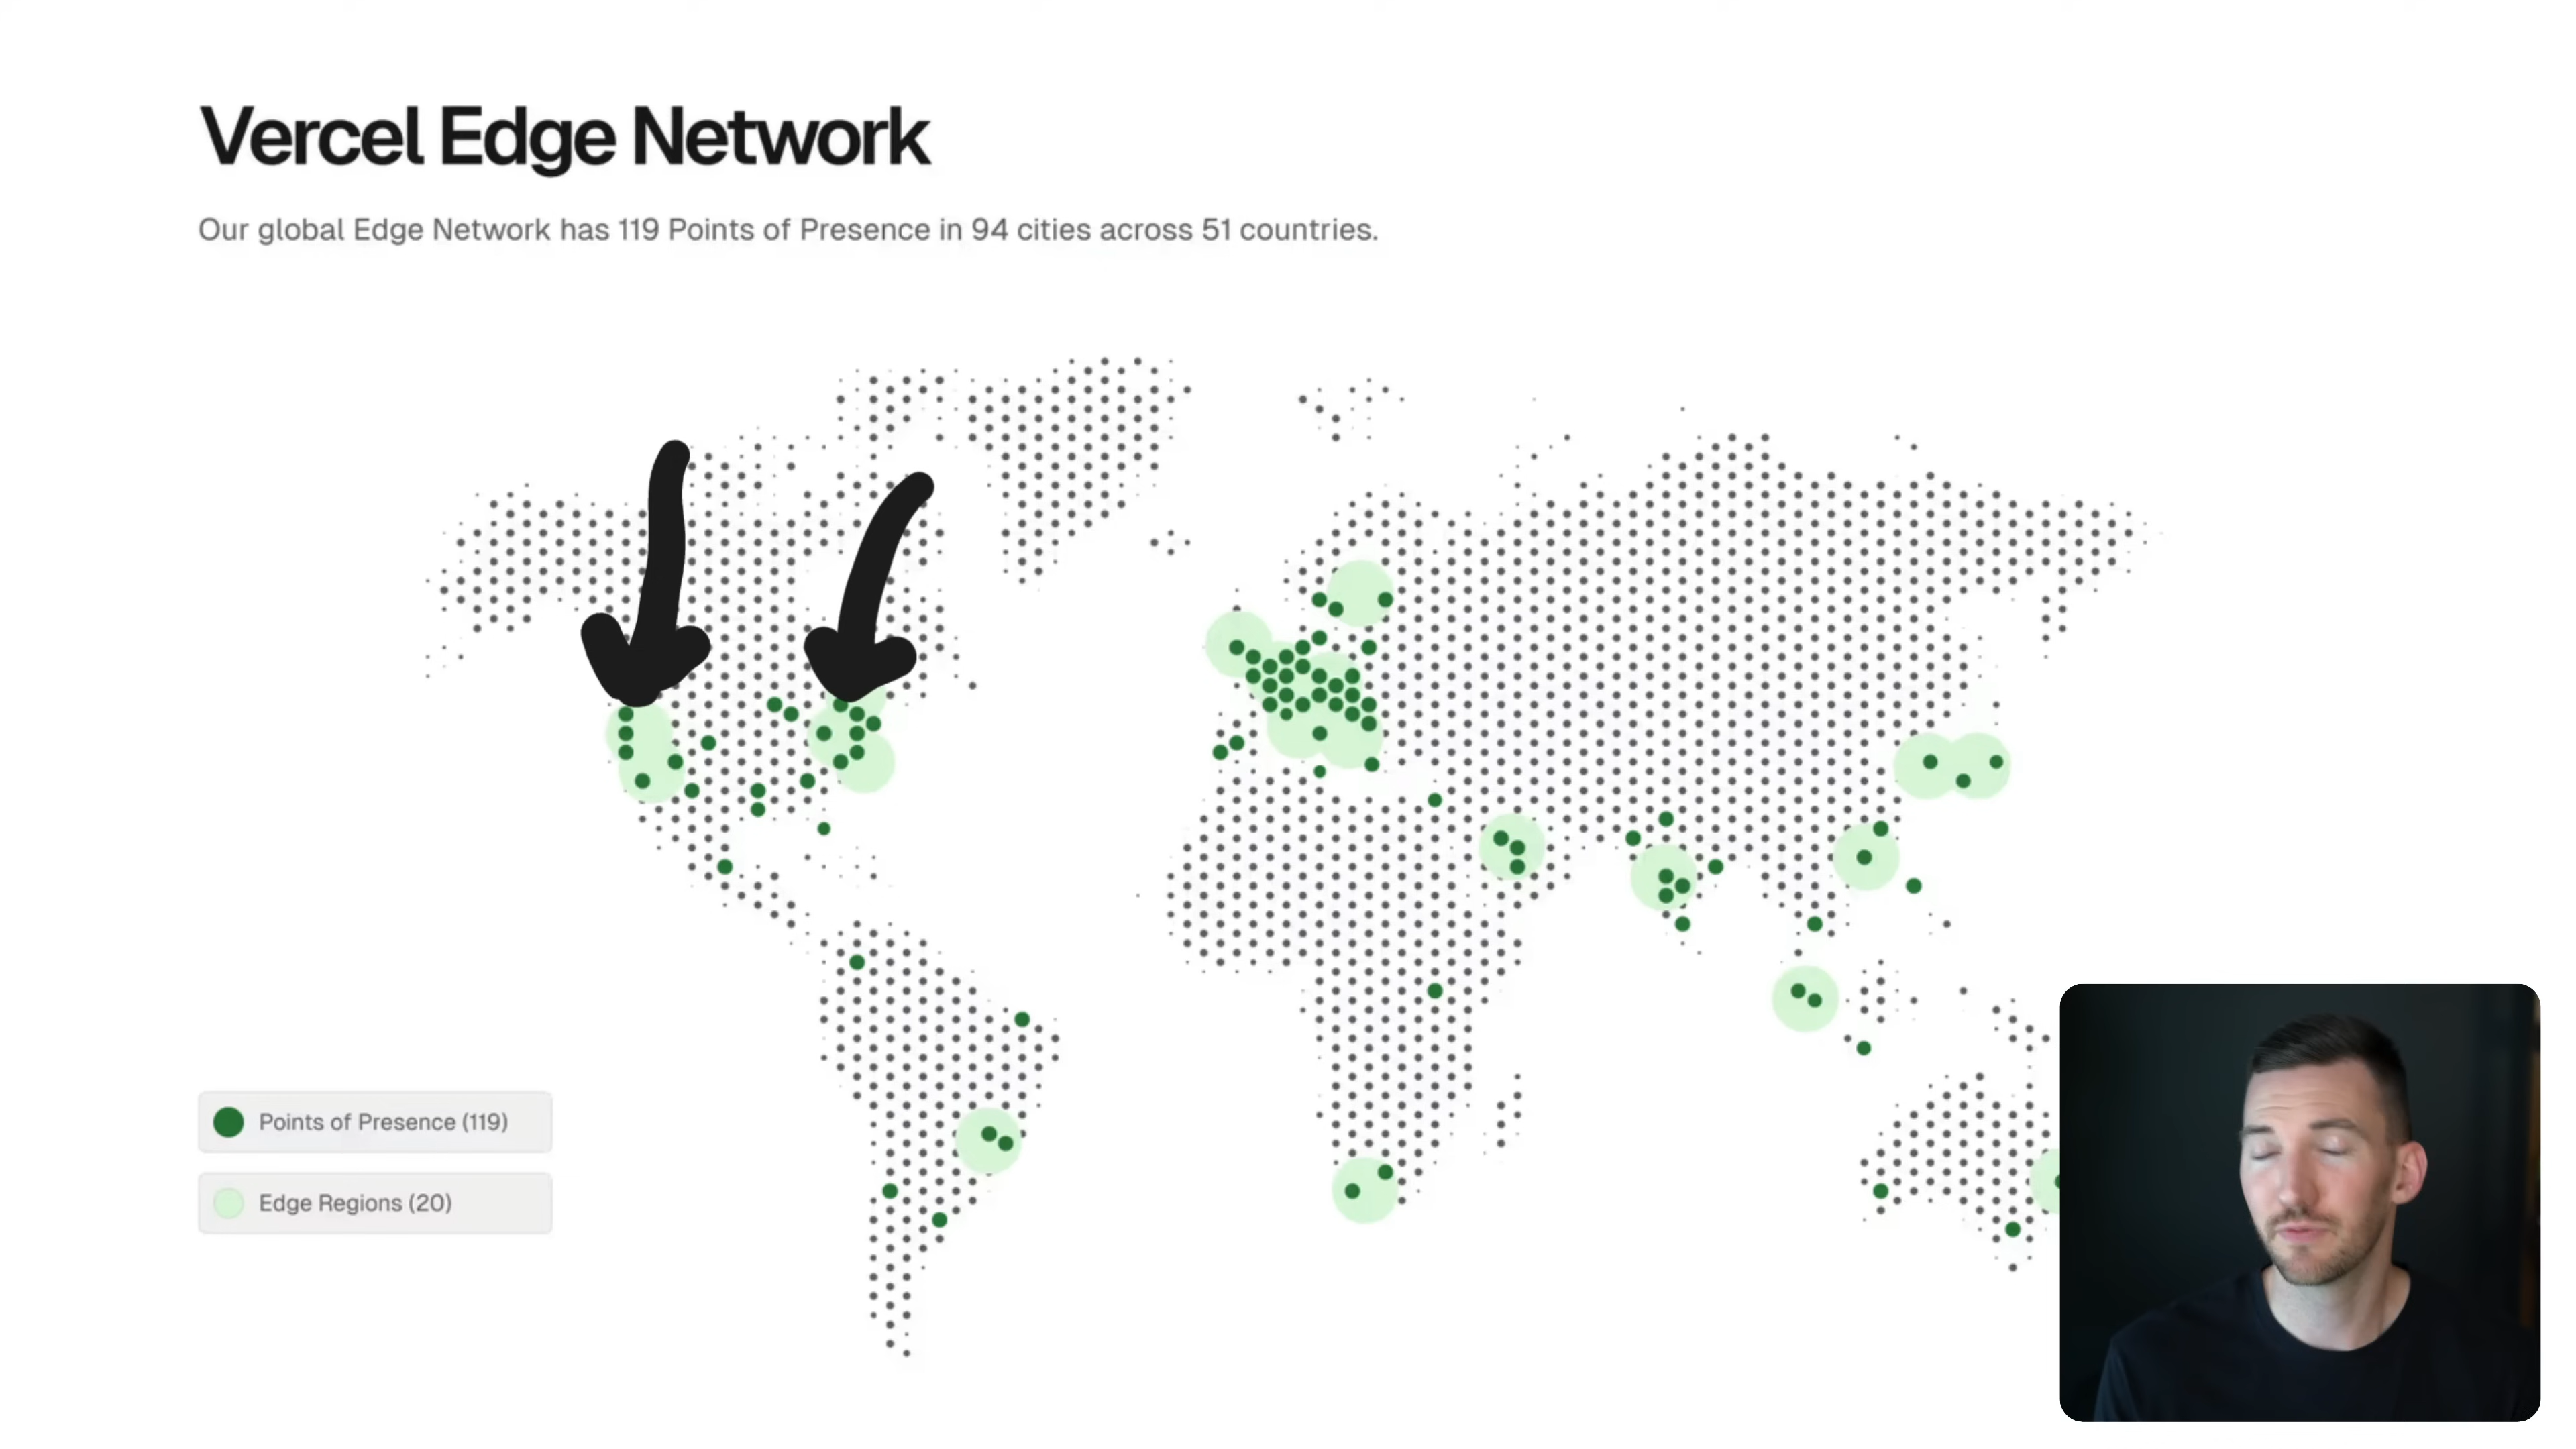 Vercel Edge Network
Our global Edge Network has 119 Points of Presence in 94 cities across 51 countries.
Points of Presence (119)
Edge Regions (20)